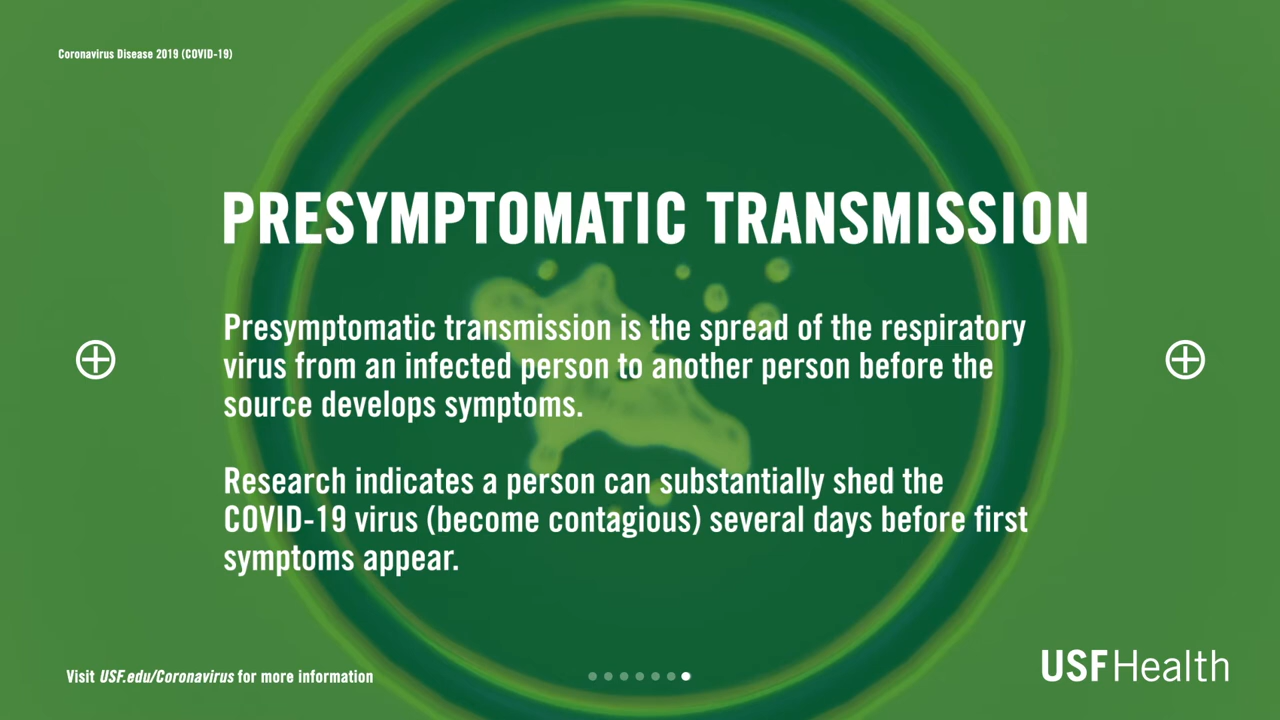 Coronavirus Disease 2019 (COVID-19)
PRESYMPTOMATIC TRANSMISSION
Presymptomatic transmission is the spread of the respiratory
virus from an infected person to another person before the
source develops symptoms.
Research indicates a person can substantially shed the
COVID-19 virus (become contagious) several days before first
symptoms appear.
Visit USF.edu/Coronavirus for more information
USF Health